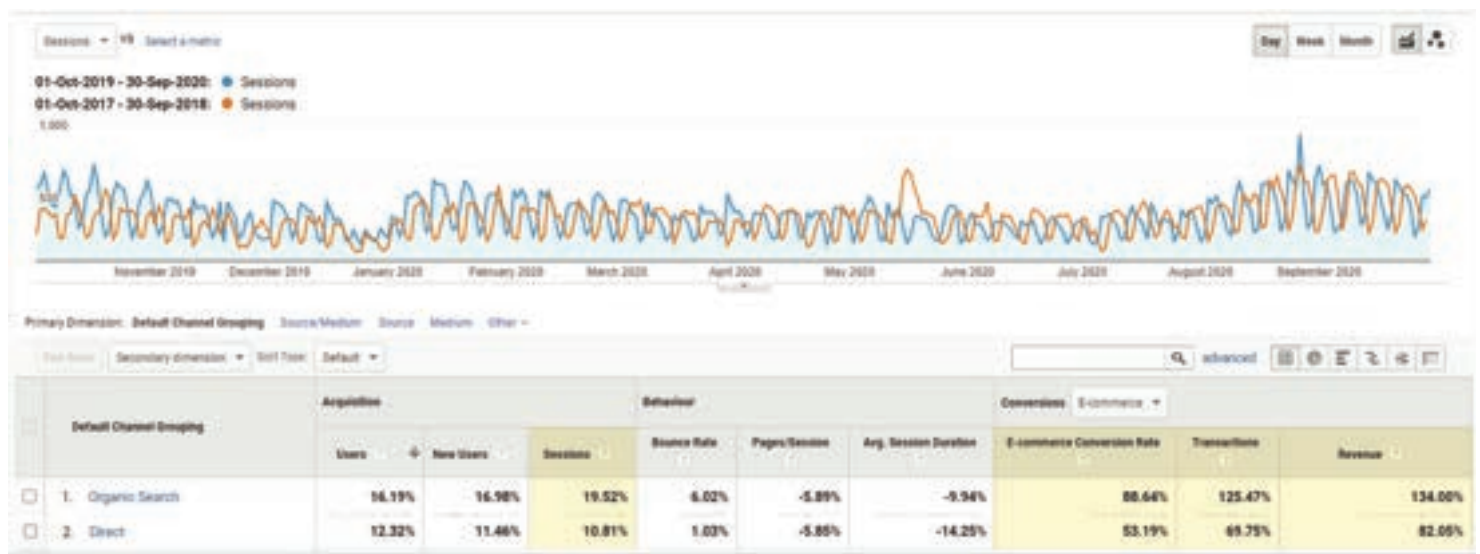 Sessions vs Select a metric
Day Week Month
01-Oct-2019 - 30-Sep-2020: Sessions
01-Oct-2017 - 30-Sep-2018: Sessions
1,000
November 2019 December 2019 January 2020 February 2020 March 2020 April 2020 May 2020 June 2020 July 2020 August 2020 September 2020
Primary Dimension: Default Channel Grouping Source/Medium Source Medium Other
Secondary dimension Sort Type: Default advanced
Default Channel Grouping Acquisition Behaviour Conversions E-commerce
Users New Users Sessions Bounce Rate Pages/Session Avg. Session Duration E-commerce Conversion Rate Transactions Revenue
1. Organic Search 16.19% 16.98% 19.52% 6.02% -5.89% -9.94% 88.64% 125.47% 134.00%
2. Direct 12.32% 11.46% 10.81% 1.03% -5.85% -14.25% 53.19% 69.75% 82.05%